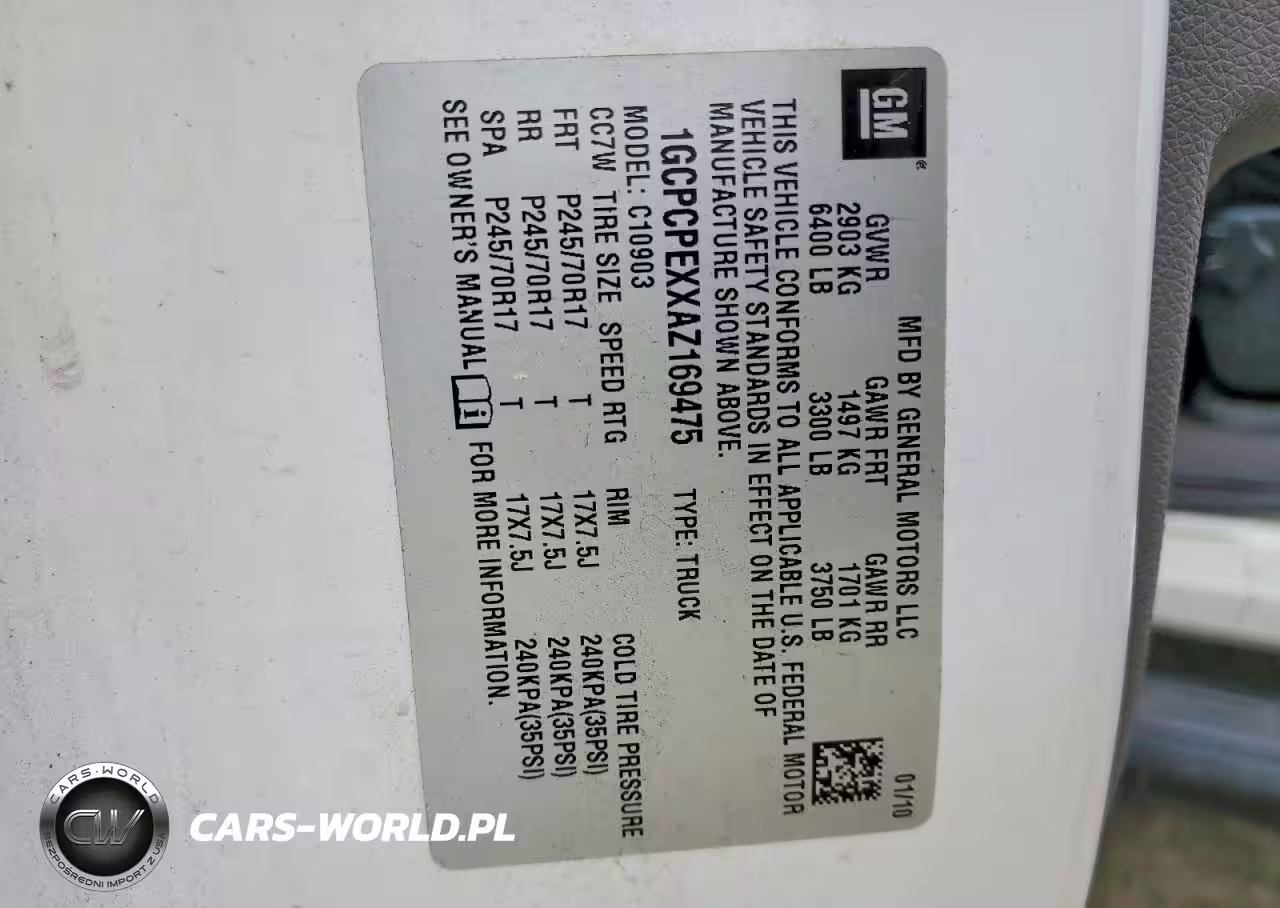 GM
MFD BY GENERAL MOTORS LLC 01/10
GVWR GAWR FRT GAWR RR
2903 KG 1497 KG 1701 KG
6400 LB 3300 LB 3750 LB
THIS VEHICLE CONFORMS TO ALL APPLICABLE U.S. FEDERAL MOTOR
VEHICLE SAFETY STANDARDS IN EFFECT ON THE DATE OF
MANUFACTURE SHOWN ABOVE.
1GCPCPEXXAZ169475 TYPE: TRUCK
MODEL: C10903
CC7W TIRE SIZE SPEED RTG RIM COLD TIRE PRESSURE
FRT P245/70R17 T 17X7.5J 240KPA(35PSI)
RR P245/70R17 T 17X7.5J 240KPA(35PSI)
SPA P245/70R17 T 17X7.5J 240KPA(35PSI)
SEE OWNER'S MANUAL i FOR MORE INFORMATION.
CARS-WORLD
CW
BEZPOŚREDNI IMPORT Z USA
CARS-WORLD.PL